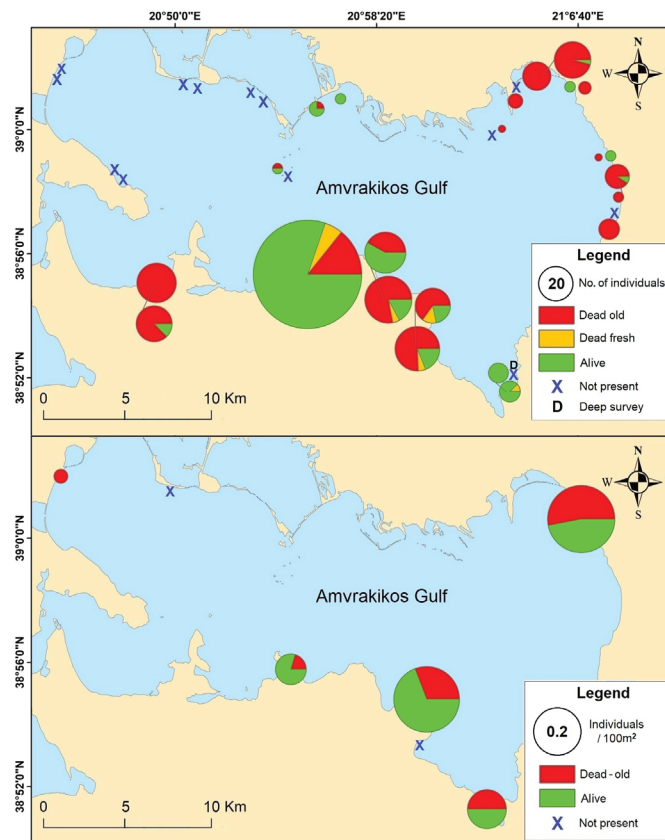 20°50'0"E 20°58'20"E 21°6'40"E
N
W E
S
39°0'0"N
Amvrakikos Gulf
38°56'0"N
Legend
20 No. of individuals
Dead old
Dead fresh
Alive
X Not present
D Deep survey
D
38°52'0"N
0 5 10 Km
X X X X X X X X X X X X X X
N
W E
S
39°0'0"N
Amvrakikos Gulf
38°56'0"N
Legend
0.2 Individuals
/ 100m²
Dead - old
Alive
X Not present
38°52'0"N
0 5 10 Km
X X